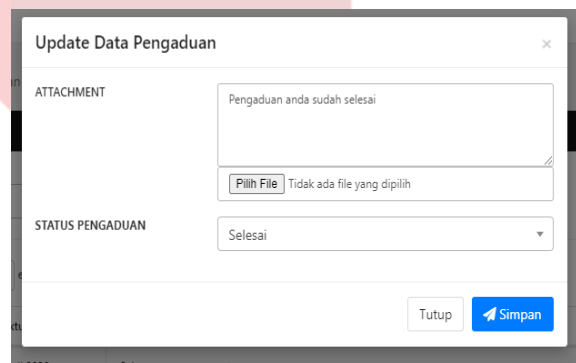 Update Data Pengaduan ×
ATTACHMENT
Pengaduan anda sudah selesai
Pilih File Tidak ada file yang dipilih
STATUS PENGADUAN
Selesai
Tutup Simpan